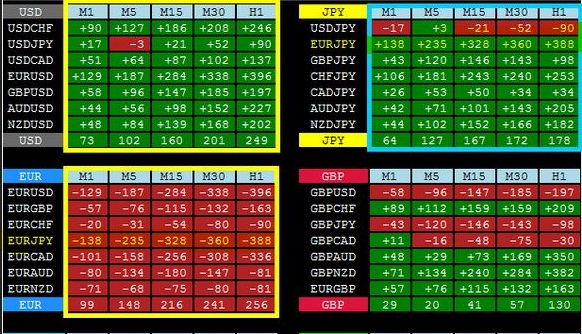 USD M1 M5 M15 M30 H1
USDCHF +90 +127 +186 +208 +246
USDJPY +17 -3 +21 +52 +90
USDCAD +51 +64 +87 +102 +137
EURUSD +129 +187 +284 +338 +396
GBPUSD +58 +96 +147 +185 +197
AUDUSD +44 +56 +98 +152 +227
NZDUSD +48 +84 +139 +168 +202
USD 73 102 160 201 249
JPY M1 M5 M15 M30 H1
USDJPY -17 +3 -21 -52 -90
EURJPY +138 +235 +328 +360 +388
GBPJPY +43 +120 +146 +143 +98
CHFJPY +106 +181 +243 +240 +253
CADJPY +26 +53 +50 +34 +34
AUDJPY +42 +71 +101 +143 +205
NZDJPY +44 +102 +152 +166 +182
JPY 64 127 167 172 178
EUR M1 M5 M15 M30 H1
EURUSD -129 -187 -284 -338 -396
EURGBP -57 -76 -115 -132 -163
EURCHF -20 -31 -54 -80 -90
EURJPY -138 -235 -328 -360 -388
EURCAD -101 -158 -256 -308 -336
EURAUD -80 -134 -180 -147 -81
EURNZD -71 -68 -75 -80 -81
EUR 99 148 216 241 256
GBP M1 M5 M15 M30 H1
GBPUSD -58 -96 -147 -185 -197
GBPCHF +89 +112 +159 +159 +209
GBPJPY -43 -120 -146 -143 -98
GBPCAD +11 -16 -48 -75 -30
GBPAUD +48 +29 +73 +159 +350
GBPNZD +71 +134 +240 +284 +382
EURGBP +57 +76 +115 +132 +163
GBP 29 20 41 57 130